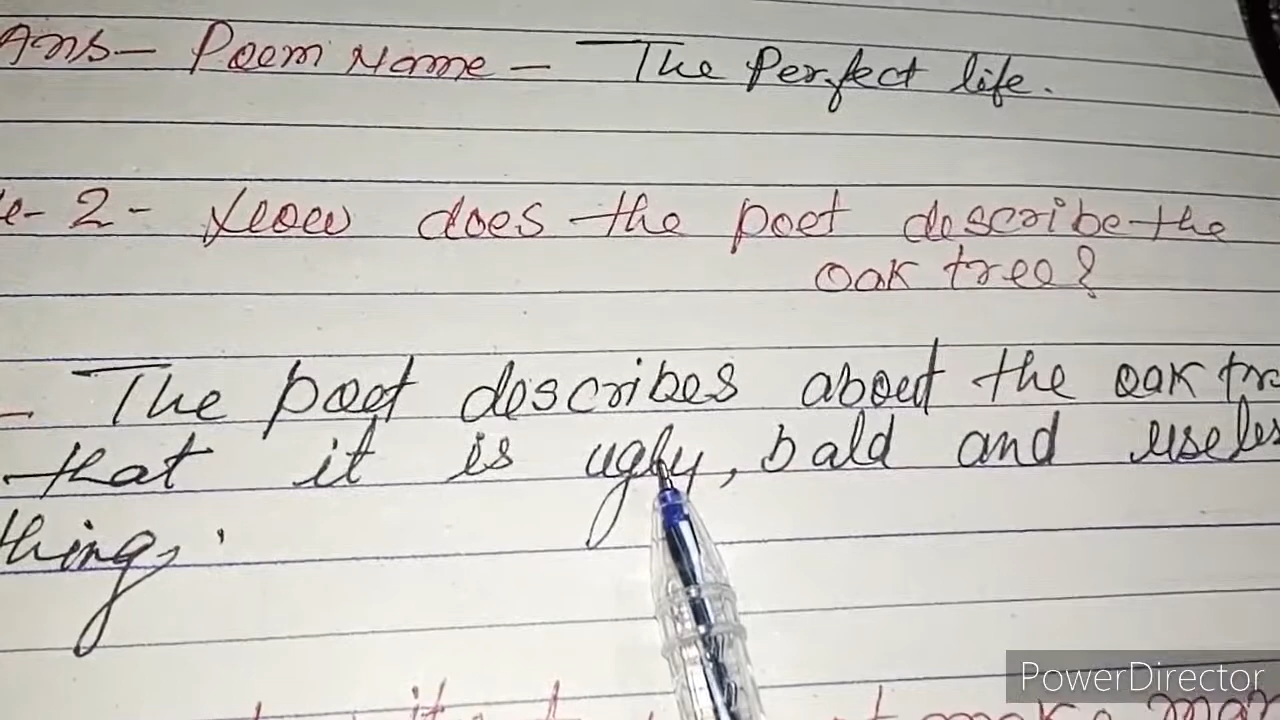 Ans- Poem Name - The Perfect life.
2- How does the poet describe the
oak tree?
- The poet describes about the oak
that it is ugly, bald and
thing.
PowerDirector